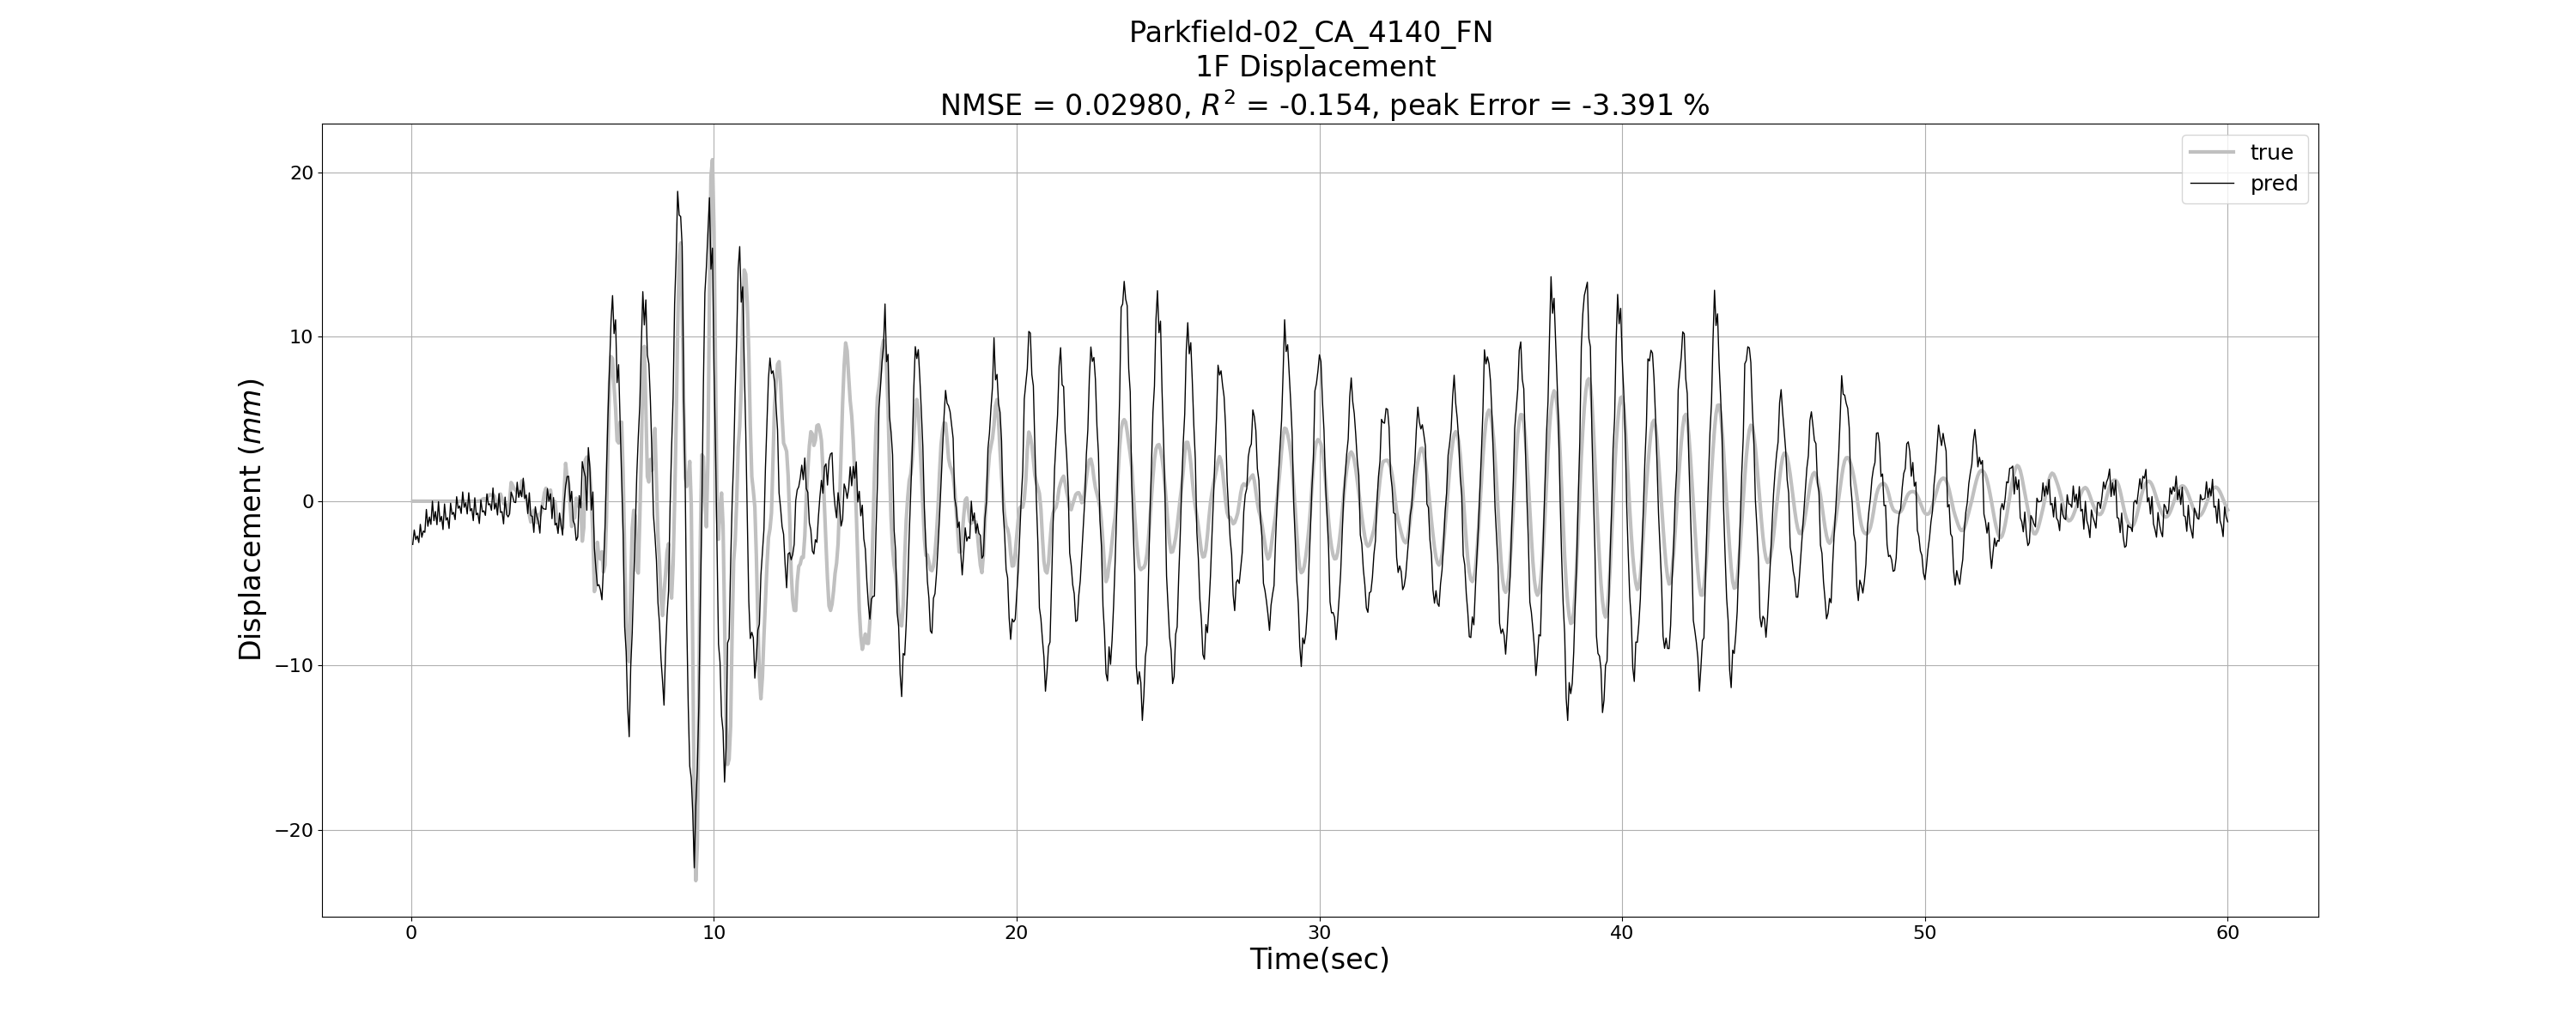 Parkfield-02_CA_4140_FN
1F Displacement
NMSE = 0.02980, R² = -0.154, peak Error = -3.391 %
true
pred
20
10
0
−10
−20
Displacement (mm)
0 10 20 30 40 50 60
Time(sec)